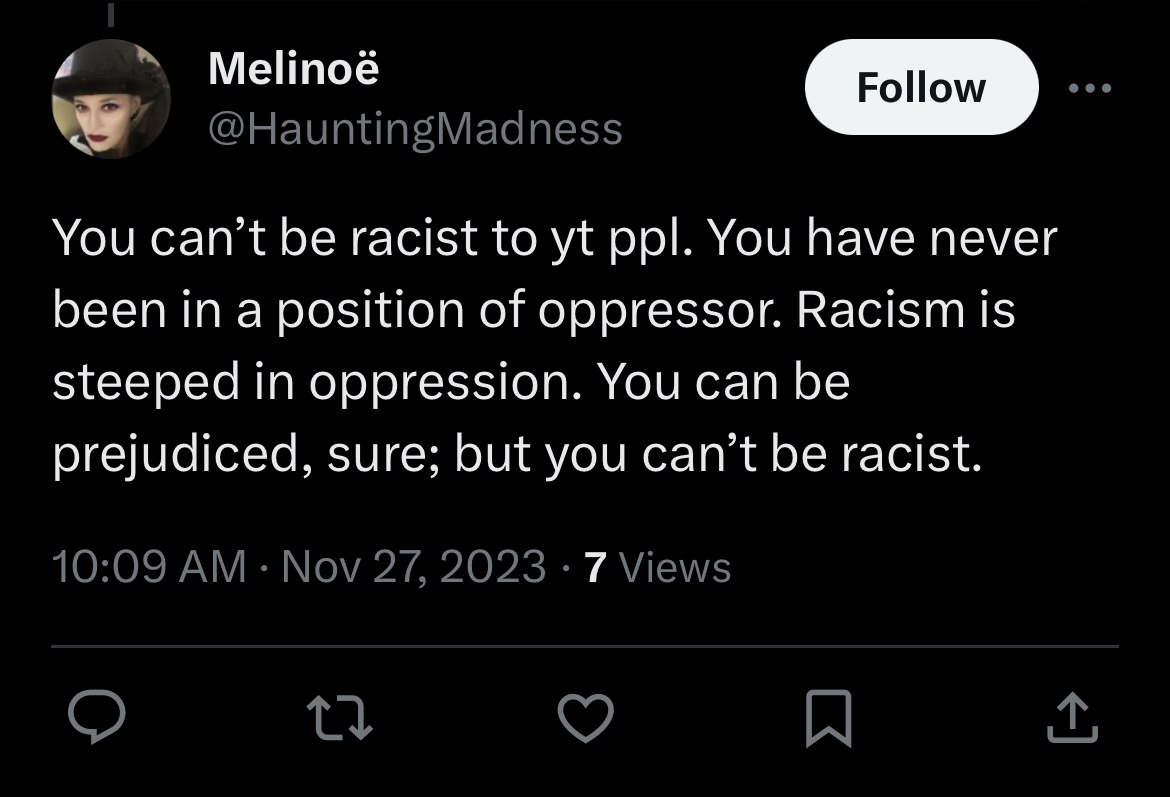 Melinoë
@HauntingMadness
Follow
You can’t be racist to yt ppl. You have never
been in a position of oppressor. Racism is
steeped in oppression. You can be
prejudiced, sure; but you can’t be racist.
10:09 AM · Nov 27, 2023 · 7 Views